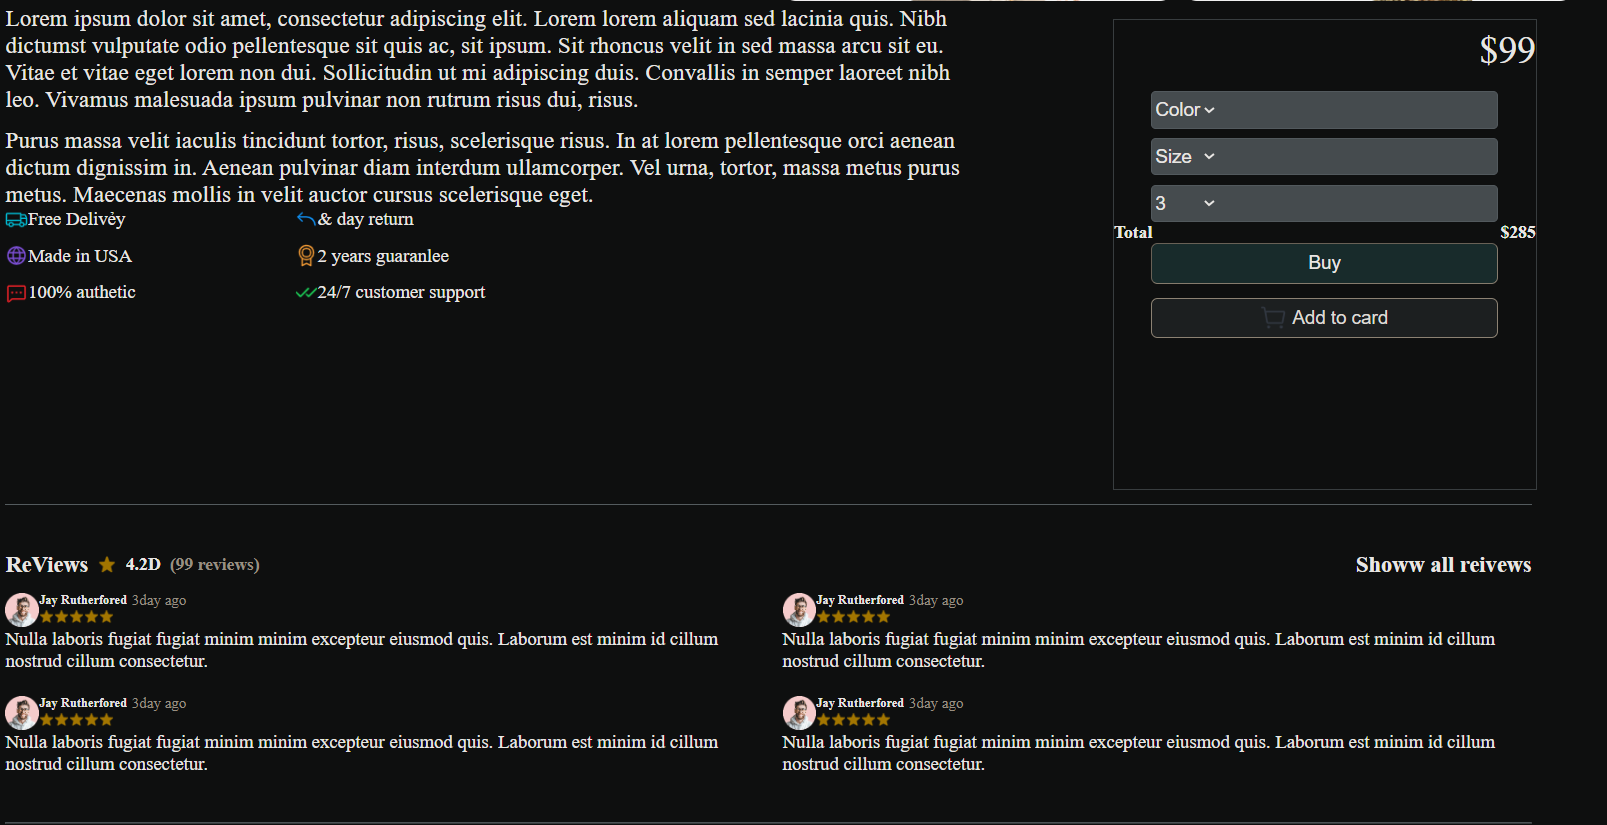 Lorem ipsum dolor sit amet, consectetur adipiscing elit. Lorem lorem aliquam sed lacinia quis. Nibh
dictumst vulputate odio pellentesque sit quis ac, sit ipsum. Sit rhoncus velit in sed massa arcu sit eu.
Vitae et vitae eget lorem non dui. Sollicitudin ut mi adipiscing duis. Convallis in semper laoreet nibh
leo. Vivamus malesuada ipsum pulvinar non rutrum risus dui, risus.
Purus massa velit iaculis tincidunt tortor, risus, scelerisque risus. In at lorem pellentesque orci aenean
dictum dignissim in. Aenean pulvinar diam interdum ullamcorper. Vel urna, tortor, massa metus purus
metus. Maecenas mollis in velit auctor cursus scelerisque eget.
Free Delivẻy
& day return
Made in USA
2 years guaranlee
100% authetic
24/7 customer support
$99
Color
Size
3
Total $285
Buy
Add to card
ReViews 4.2D (99 reviews)
Showw all reivews
Jay Rutherfored 3day ago
Nulla laboris fugiat fugiat minim minim excepteur eiusmod quis. Laborum est minim id cillum
nostrud cillum consectetur.
Jay Rutherfored 3day ago
Nulla laboris fugiat fugiat minim minim excepteur eiusmod quis. Laborum est minim id cillum
nostrud cillum consectetur.
Jay Rutherfored 3day ago
Nulla laboris fugiat fugiat minim minim excepteur eiusmod quis. Laborum est minim id cillum
nostrud cillum consectetur.
Jay Rutherfored 3day ago
Nulla laboris fugiat fugiat minim minim excepteur eiusmod quis. Laborum est minim id cillum
nostrud cillum consectetur.